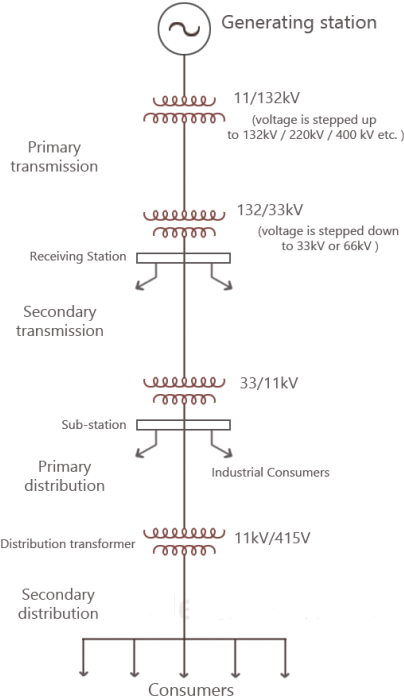 Generating station
11/132kV
(voltage is stepped up
to 132kV / 220kV / 400 kV etc. )
Primary
transmission
132/33kV
(voltage is stepped down
to 33kV or 66kV )
Receiving Station
Secondary
transmission
33/11kV
Sub-station
Primary
distribution
Industrial Consumers
11kV/415V
Distribution transformer
Secondary
distribution
Consumers